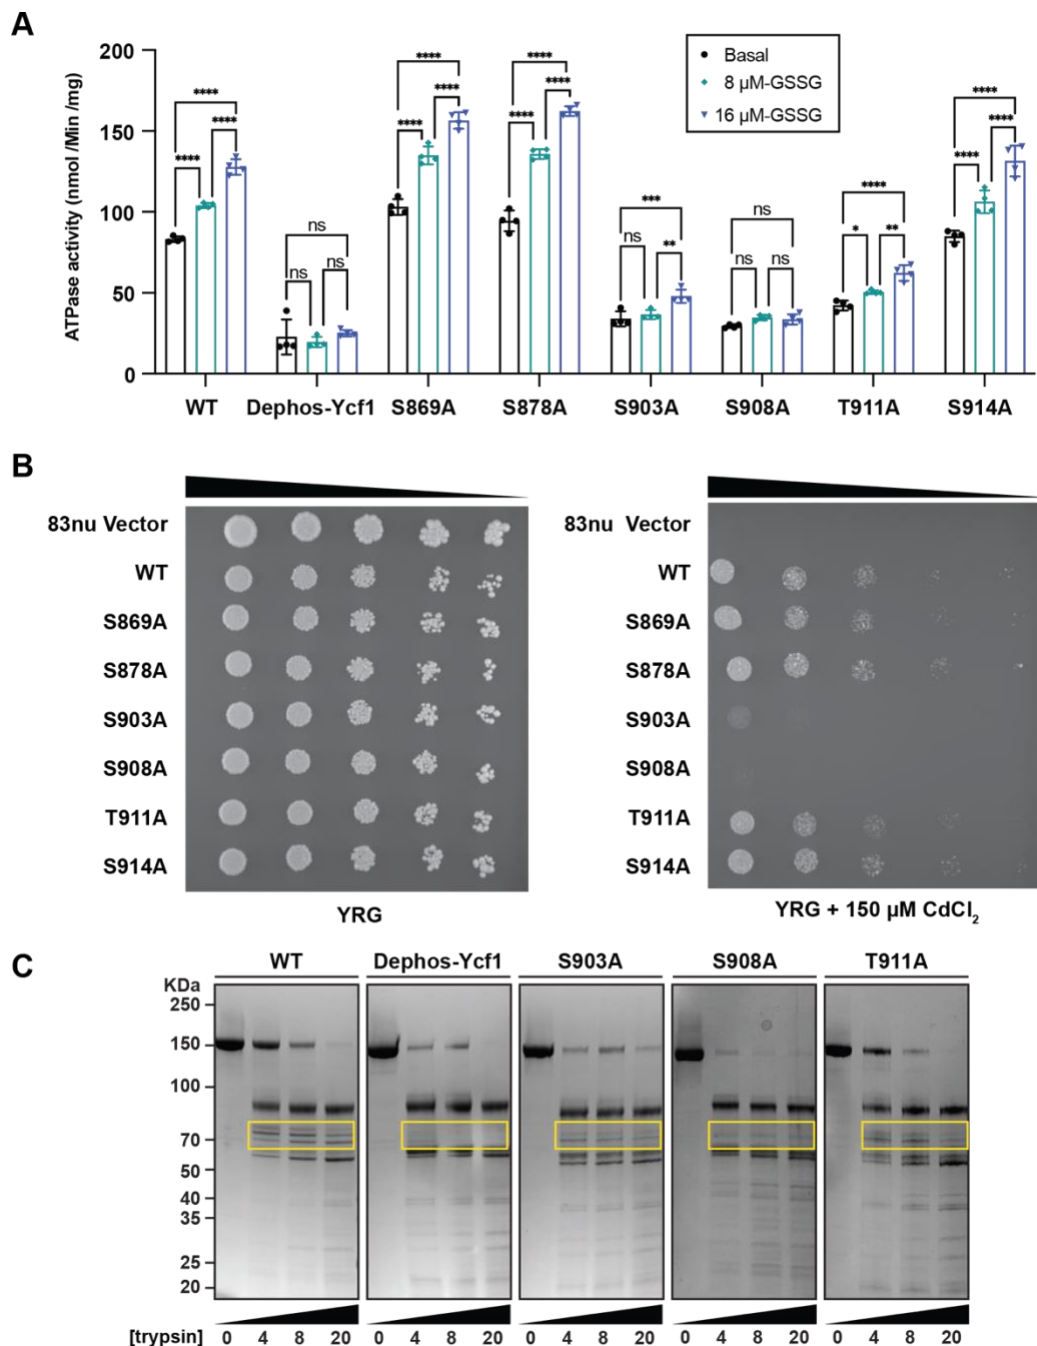 A
ATPase activity (nmol /Min /mg)
200
150
100
50
0
Basal
8 µM-GSSG
16 µM-GSSG
**** **** ****
ns ns ns
**** **** ****
**** **** ****
ns *** **
ns ns ns
* **** **
**** **** ****
WT Dephos-Ycf1 S869A S878A S903A S908A T911A S914A
B
83nu Vector
WT
S869A
S878A
S903A
S908A
T911A
S914A
YRG
83nu Vector
WT
S869A
S878A
S903A
S908A
T911A
S914A
YRG + 150 µM CdCl₂
C
WT Dephos-Ycf1 S903A S908A T911A
KDa
250
150
100
70
50
40
35
25
20
[trypsin] 0 4 8 20 0 4 8 20 0 4 8 20 0 4 8 20 0 4 8 20